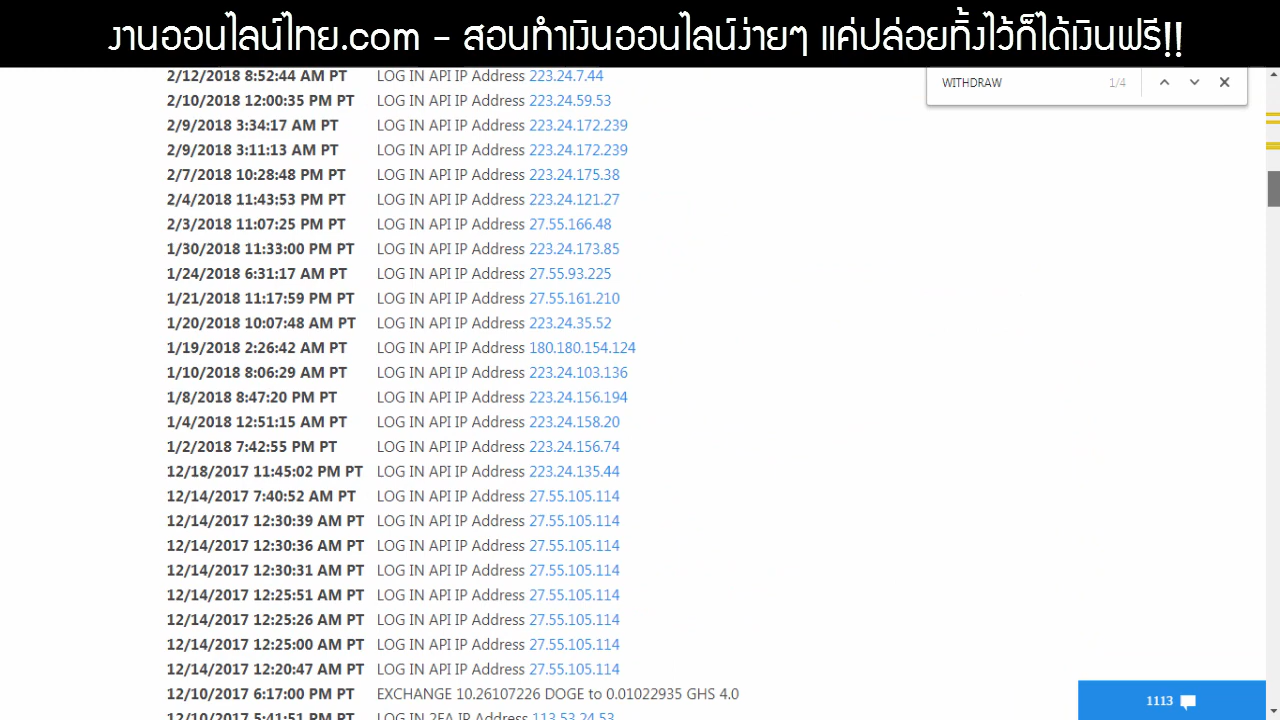 งานออนไลน์ไทย.com - สอนทำเงินออนไลน์ง่ายๆ แค่ปล่อยทิ้งไว้ก็ได้เงินฟรี!!
WITHDRAW 1/4
2/12/2018 8:52:44 AM PT LOG IN API IP Address 223.24.7.44
2/10/2018 12:00:35 PM PT LOG IN API IP Address 223.24.59.53
2/9/2018 3:34:17 AM PT LOG IN API IP Address 223.24.172.239
2/9/2018 3:11:13 AM PT LOG IN API IP Address 223.24.172.239
2/7/2018 10:28:48 PM PT LOG IN API IP Address 223.24.175.38
2/4/2018 11:43:53 PM PT LOG IN API IP Address 223.24.121.27
2/3/2018 11:07:25 PM PT LOG IN API IP Address 27.55.166.48
1/30/2018 11:33:00 PM PT LOG IN API IP Address 223.24.173.85
1/24/2018 6:31:17 AM PT LOG IN API IP Address 27.55.93.225
1/21/2018 11:17:59 PM PT LOG IN API IP Address 27.55.161.210
1/20/2018 10:07:48 AM PT LOG IN API IP Address 223.24.35.52
1/19/2018 2:26:42 AM PT LOG IN API IP Address 180.180.154.124
1/10/2018 8:06:29 AM PT LOG IN API IP Address 223.24.103.136
1/8/2018 8:47:20 PM PT LOG IN API IP Address 223.24.156.194
1/4/2018 12:51:15 AM PT LOG IN API IP Address 223.24.158.20
1/2/2018 7:42:55 PM PT LOG IN API IP Address 223.24.156.74
12/18/2017 11:45:02 PM PT LOG IN API IP Address 223.24.135.44
12/14/2017 7:40:52 AM PT LOG IN API IP Address 27.55.105.114
12/14/2017 12:30:39 AM PT LOG IN API IP Address 27.55.105.114
12/14/2017 12:30:36 AM PT LOG IN API IP Address 27.55.105.114
12/14/2017 12:30:31 AM PT LOG IN API IP Address 27.55.105.114
12/14/2017 12:25:51 AM PT LOG IN API IP Address 27.55.105.114
12/14/2017 12:25:26 AM PT LOG IN API IP Address 27.55.105.114
12/14/2017 12:25:00 AM PT LOG IN API IP Address 27.55.105.114
12/14/2017 12:20:47 AM PT LOG IN API IP Address 27.55.105.114
12/10/2017 6:17:00 PM PT EXCHANGE 10.26107226 DOGE to 0.01022935 GHS 4.0
12/10/2017 5:41:51 PM PT LOG IN 2FA IP Address 113.53.24.53
1113